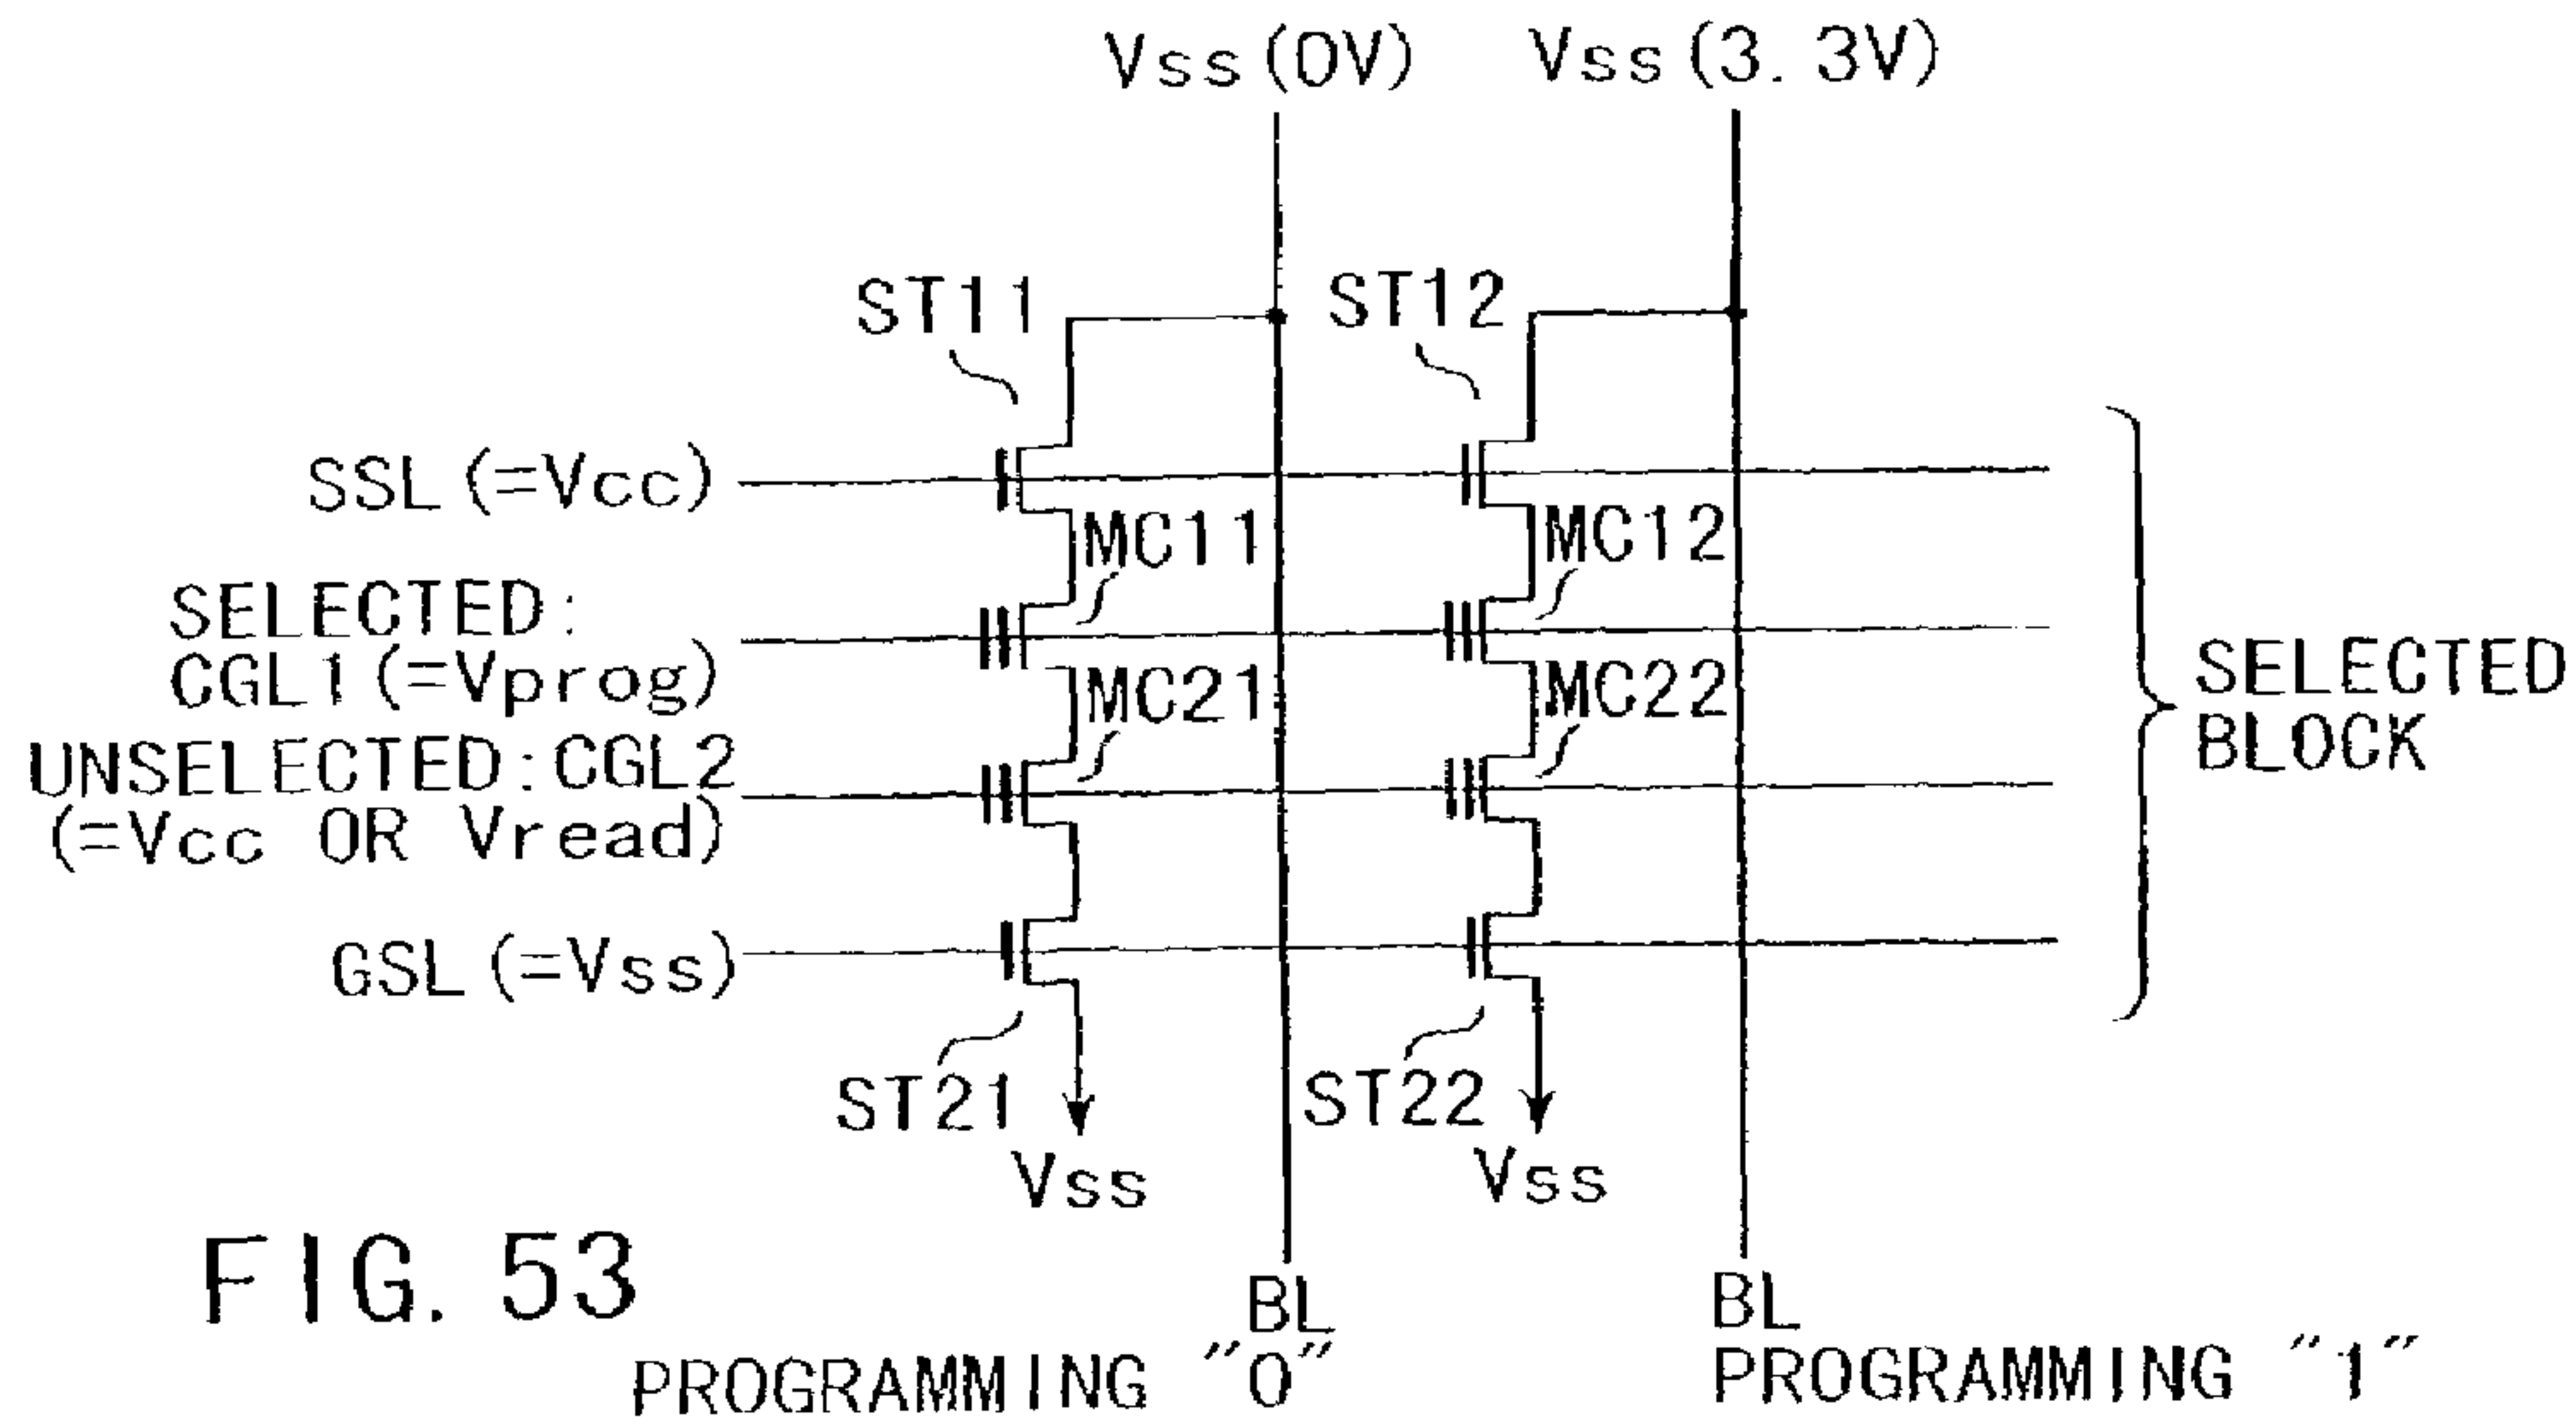 Vss(0V) Vss(3.3V)
ST11 ST12
SSL(=Vcc)
MC11 MC12
SELECTED:
CGL1(=Vprog)
MC21 MC22
UNSELECTED:CGL2
(=Vcc OR Vread)
SELECTED
BLOCK
GSL(=Vss)
ST21 ST22
Vss Vss
FIG. 53
BL BL
PROGRAMMING "0" PROGRAMMING "1"